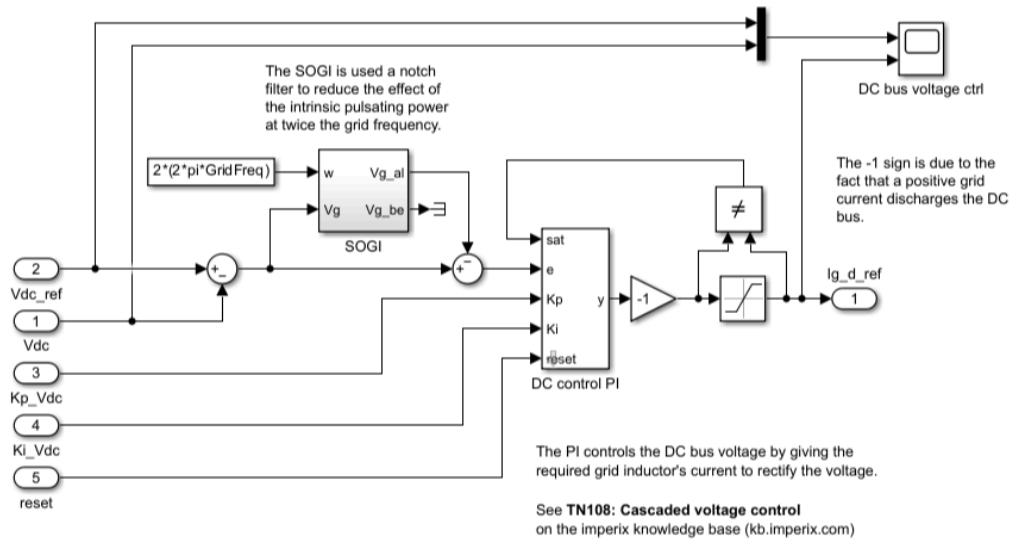 The SOGI is used a notch
filter to reduce the effect of
the intrinsic pulsating power
at twice the grid frequency.
DC bus voltage ctrl
2*(2*pi*GridFreq)
w
Vg_al
Vg
Vg_be
SOGI
The -1 sign is due to the
fact that a positive grid
current discharges the DC
bus.
≠
2
Vdc_ref
1
Vdc
3
Kp_Vdc
4
Ki_Vdc
5
reset
+
-
+
-
sat
e
Kp
y
Ki
reset
DC control PI
-1
Ig_d_ref
1
The PI controls the DC bus voltage by giving the
required grid inductor's current to rectify the voltage.
See TN108: Cascaded voltage control
on the imperix knowledge base (kb.imperix.com)